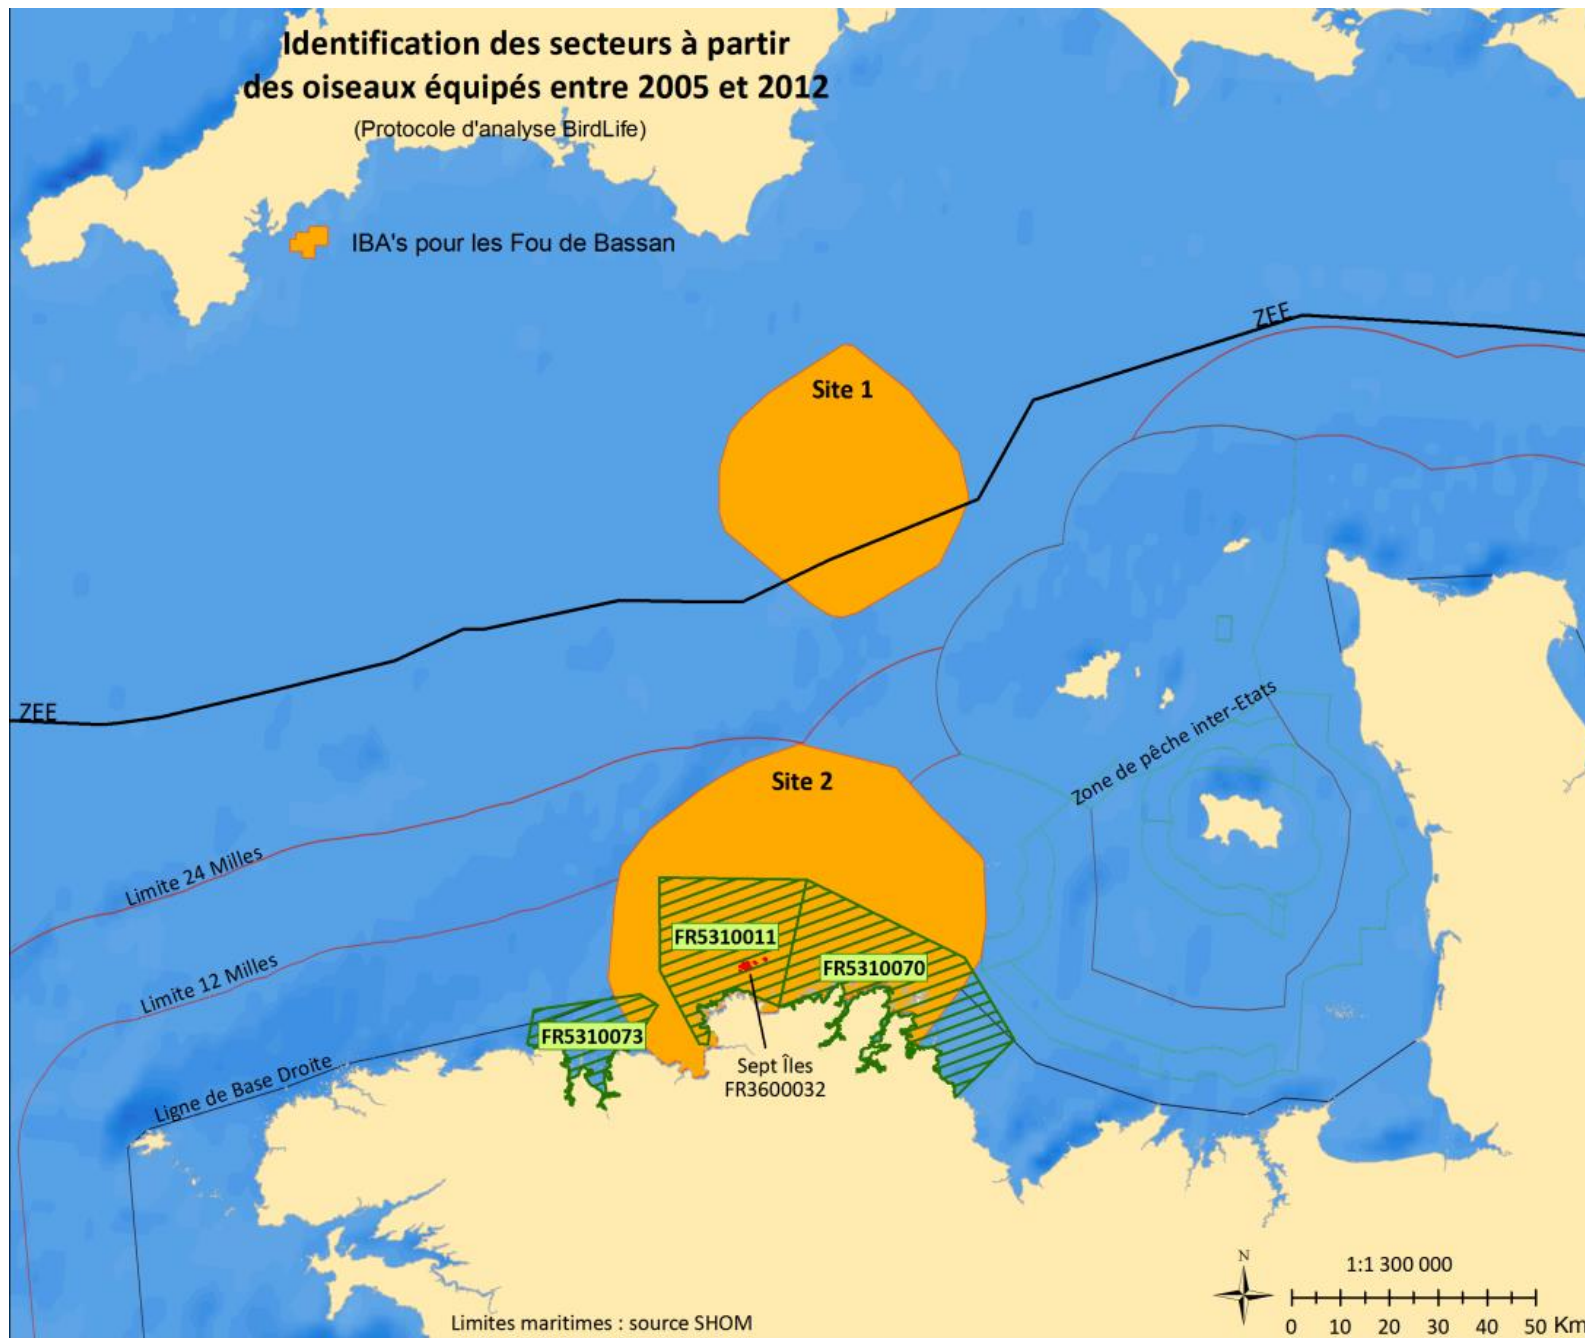 Identification des secteurs à partir
des oiseaux équipés entre 2005 et 2012
(Protocole d'analyse BirdLife)
IBA's pour les Fou de Bassan
ZEE
Site 1
ZEE
Zone de pêche inter-Etats
Site 2
Limite 24 Milles
FR5310011
FR5310070
Limite 12 Milles
FR5310073
Sept Îles
FR3600032
Ligne de Base Droite
N
1:1 300 000
0 10 20 30 40 50 Km
Limites maritimes : source SHOM